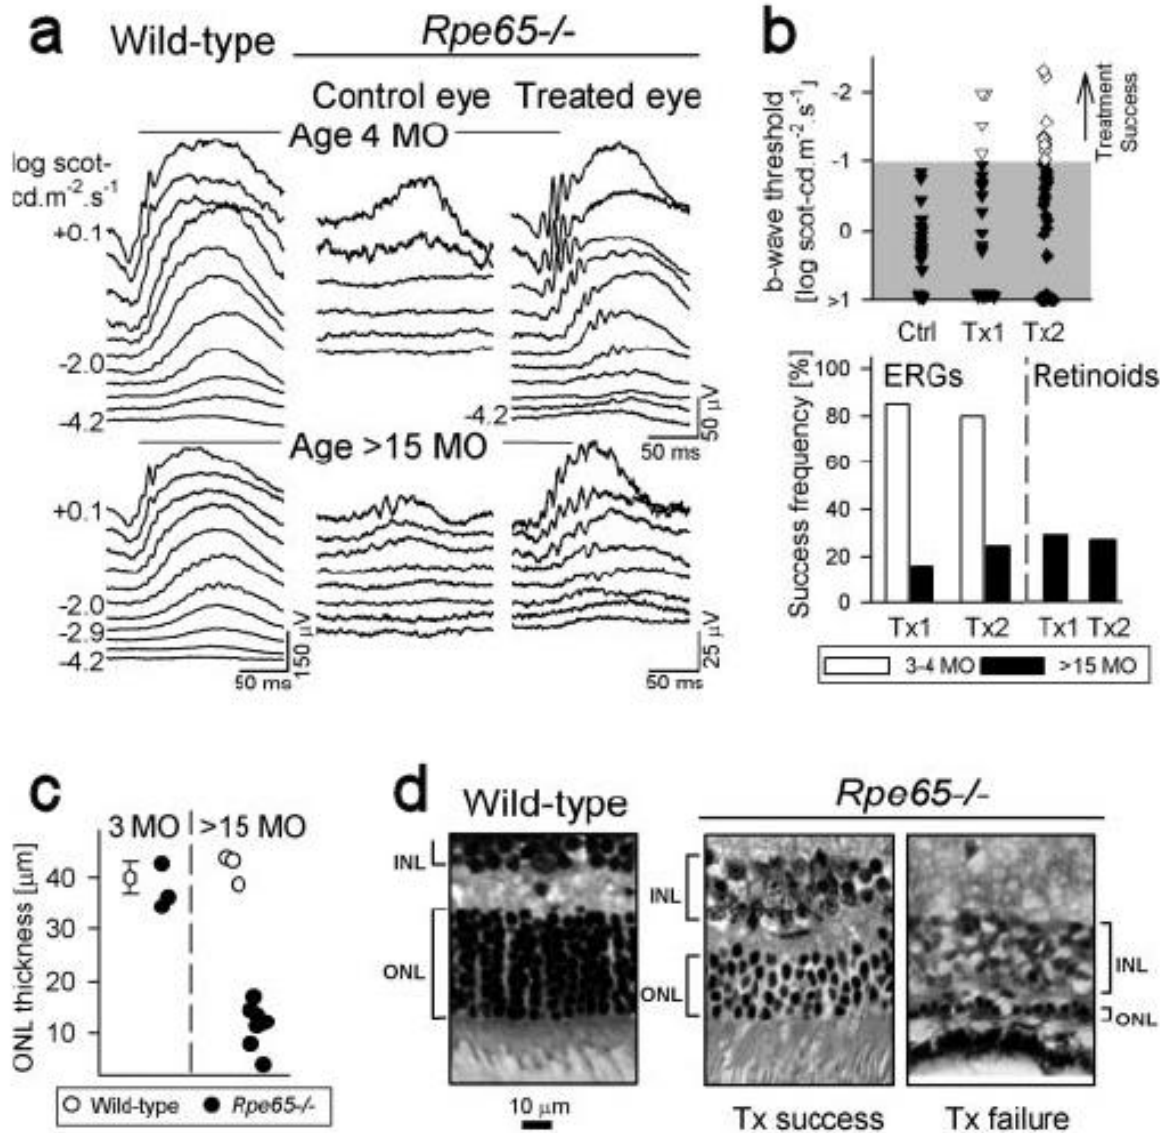 a
Wild-type
Rpe65-/-
Control eye
Treated eye
Age 4 MO
log scot-
cd.m-2.s-1
+0.1
-2.0
-4.2
-4.2
50 µV
50 ms
Age >15 MO
+0.1
-2.0
-2.9
-4.2
150 µV
50 ms
25 µV
50 ms
b
b-wave threshold
[log scot-cd.m-2.s-1]
-2
-1
0
>1
Treatment
Success
Ctrl Tx1 Tx2
Success frequency [%]
100
80
60
40
20
0
ERGs
Retinoids
Tx1 Tx2 Tx1 Tx2
3-4 MO >15 MO
c
3 MO >15 MO
ONL thickness [µm]
40
30
20
10
Wild-type Rpe65-/-
d
Wild-type
Rpe65-/-
INL
ONL
INL
ONL
INL
ONL
10 µm
Tx success
Tx failure